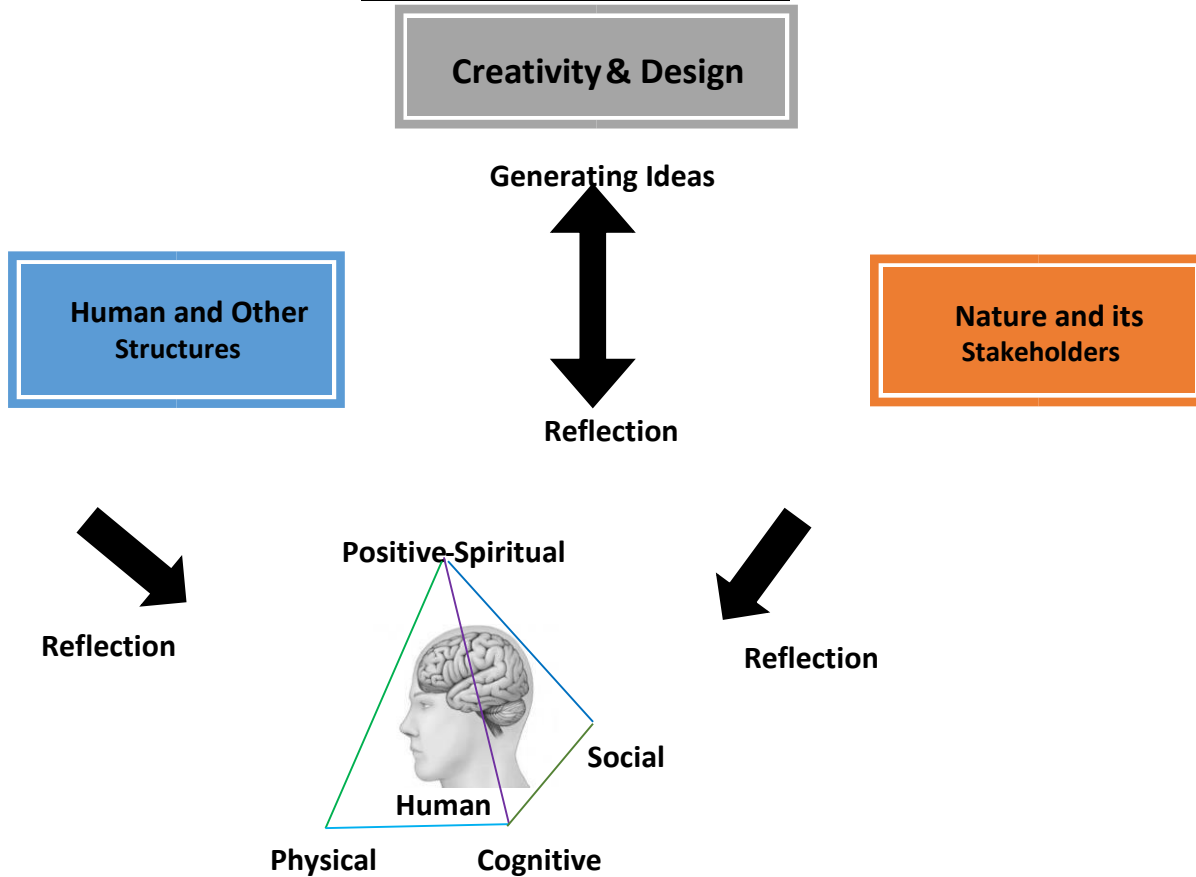 Creativity & Design
Generating Ideas
Human and Other
Structures
Nature and its
Stakeholders
Reflection
Positive-Spiritual
Reflection
Reflection
Social
Human
Physical
Cognitive